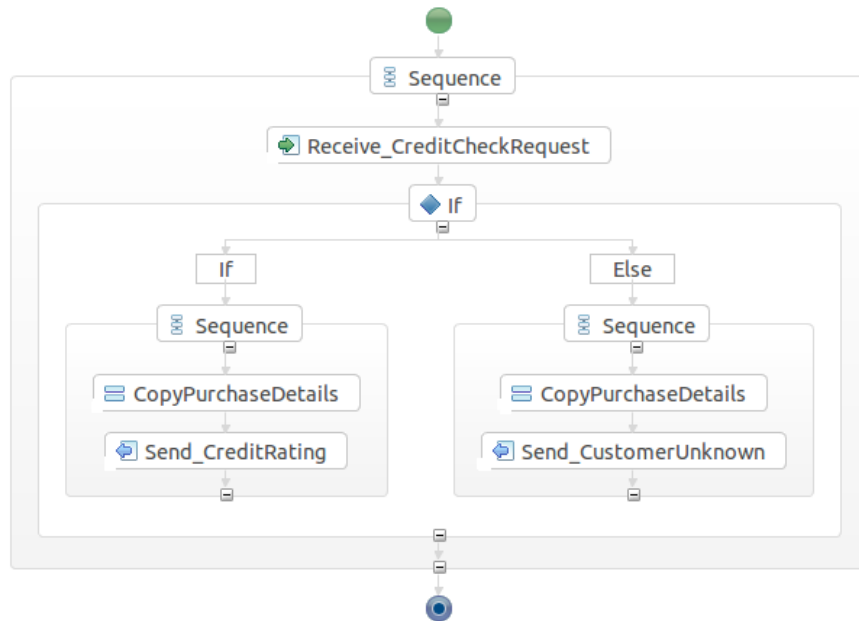 Sequence
Receive_CreditCheckRequest
If
If
Else
Sequence
Sequence
CopyPurchaseDetails
CopyPurchaseDetails
Send_CreditRating
Send_CustomerUnknown